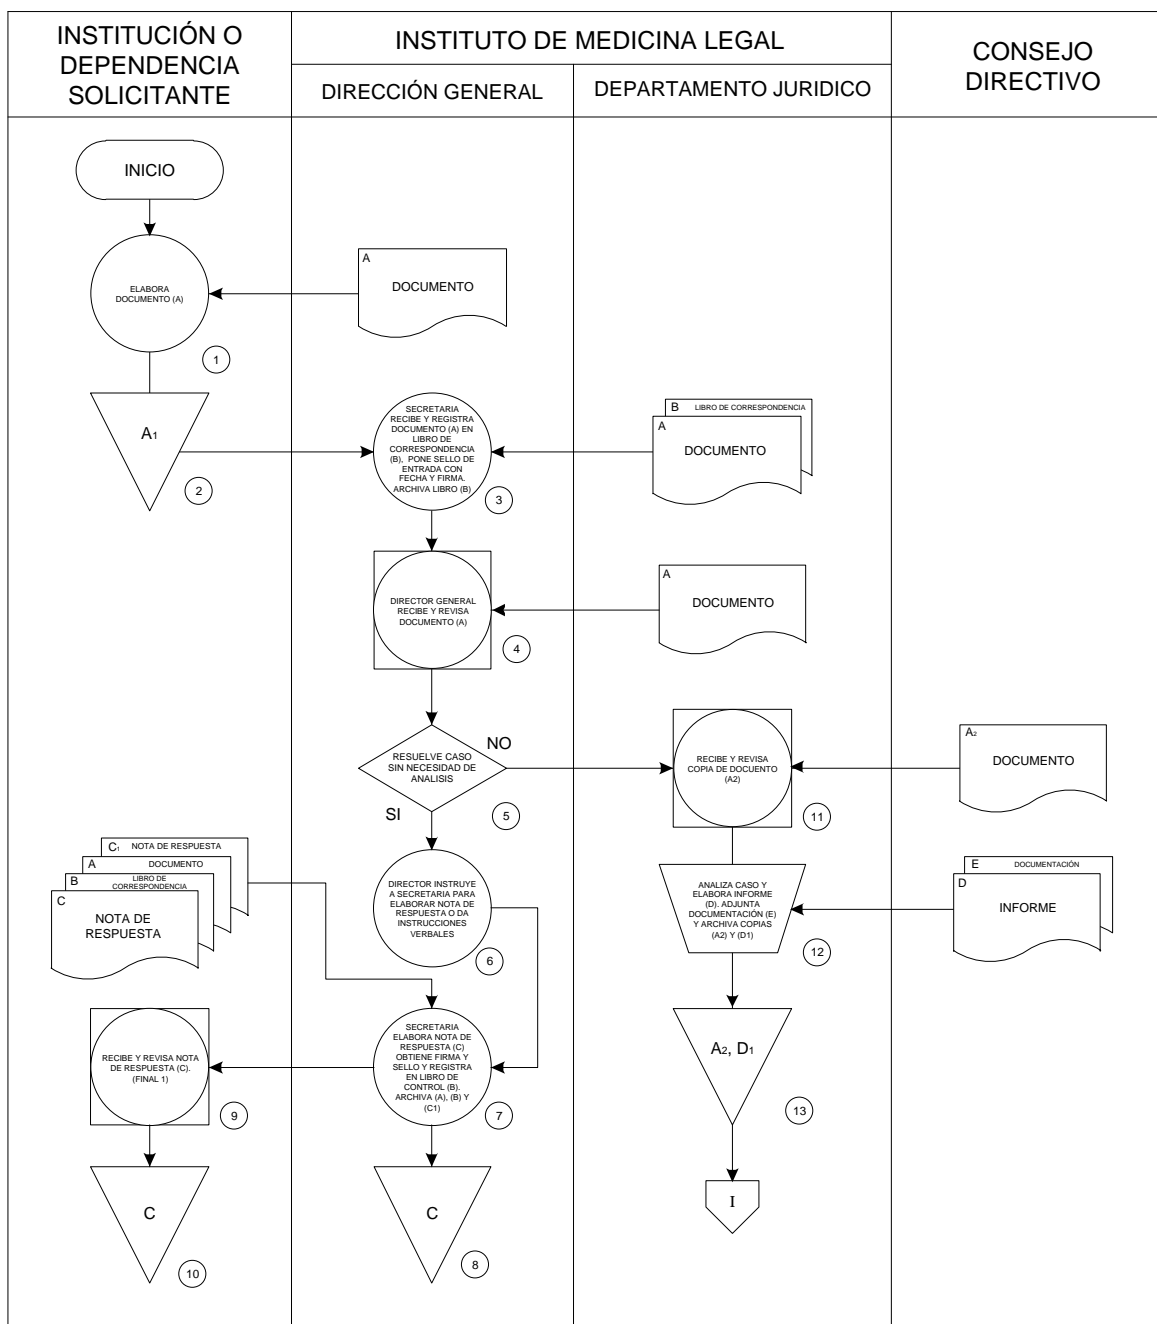 INSTITUCIÓN O
DEPENDENCIA
SOLICITANTE
INSTITUTO DE MEDICINA LEGAL
DIRECCIÓN GENERAL
DEPARTAMENTO JURIDICO
CONSEJO
DIRECTIVO
INICIO
ELABORA
DOCUMENTO (A)
1
A
DOCUMENTO
A1
2
SECRETARIA
RECIBE Y REGISTRA
DOCUMENTO (A) EN
LIBRO DE
CORRESPONDENCIA
(B), PONE SELLO DE
ENTRADA CON
FECHA Y FIRMA.
ARCHIVA LIBRO (B)
3
B LIBRO DE CORRESPONDENCIA
A
DOCUMENTO
DIRECTOR GENERAL
RECIBE Y REVISA
DOCUMENTO (A)
4
A
DOCUMENTO
RESUELVE CASO
SIN NECESIDAD DE
ANALISIS
NO
SI
5
RECIBE Y REVISA
COPIA DE DOCUENTO
(A2)
11
A2
DOCUMENTO
C1 NOTA DE RESPUESTA
A DOCUMENTO
B LIBRO DE
CORRESPONDENCIA
C
NOTA DE
RESPUESTA
DIRECTOR INSTRUYE
A SECRETARIA PARA
ELABORAR NOTA DE
RESPUESTA O DA
INSTRUCCIONES
VERBALES
6
ANALIZA CASO Y
ELABORA INFORME
(D). ADJUNTA
DOCUMENTACIÓN (E)
Y ARCHIVA COPIAS
(A2) Y (D1)
12
E DOCUMENTACIÓN
D
INFORME
RECIBE Y REVISA NOTA
DE RESPUESTA (C).
(FINAL 1)
9
SECRETARIA
ELABORA NOTA DE
RESPUESTA (C)
OBTIENE FIRMA Y
SELLO Y REGISTRA
EN LIBRO DE
CONTROL (B).
ARCHIVA (A), (B) Y
(C1)
7
A2, D1
13
C
10
C
8
I